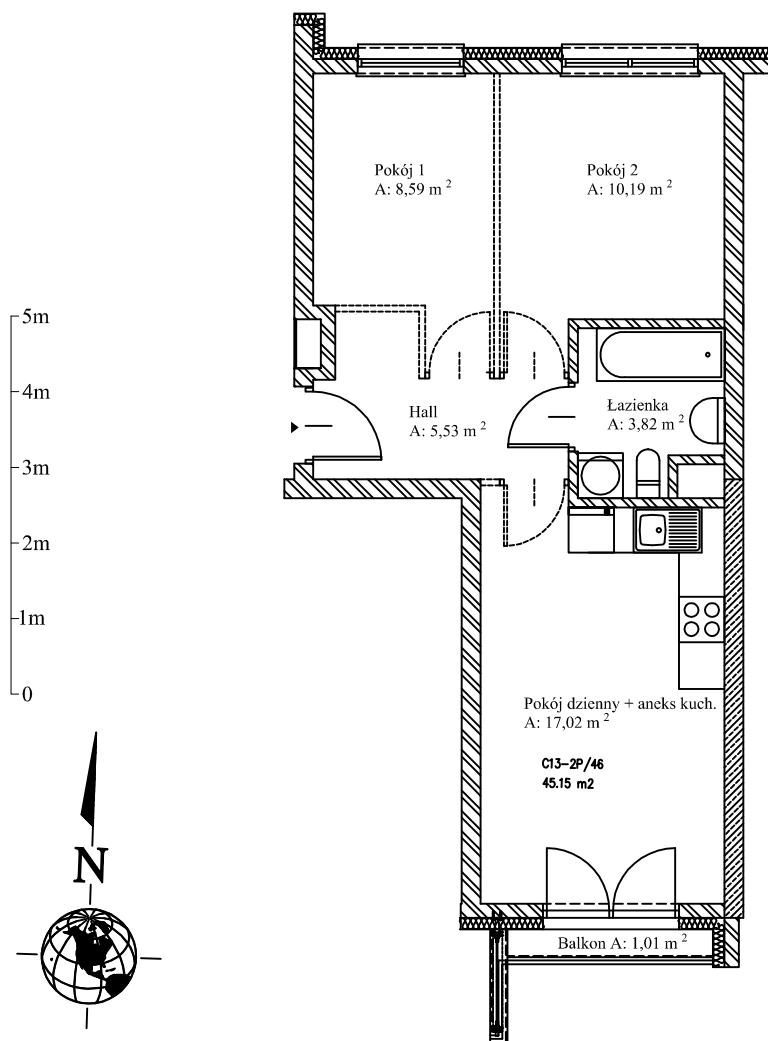 Pokój 1
A: 8,59 m 2
Pokój 2
A: 10,19 m 2
5m
4m
3m
2m
1m
0
Hall
A: 5,53 m 2
Łazienka
A: 3,82 m 2
Pokój dzienny + aneks kuch.
A: 17,02 m 2
C13-2P/46
45.15 m2
N
Balkon A: 1,01 m 2